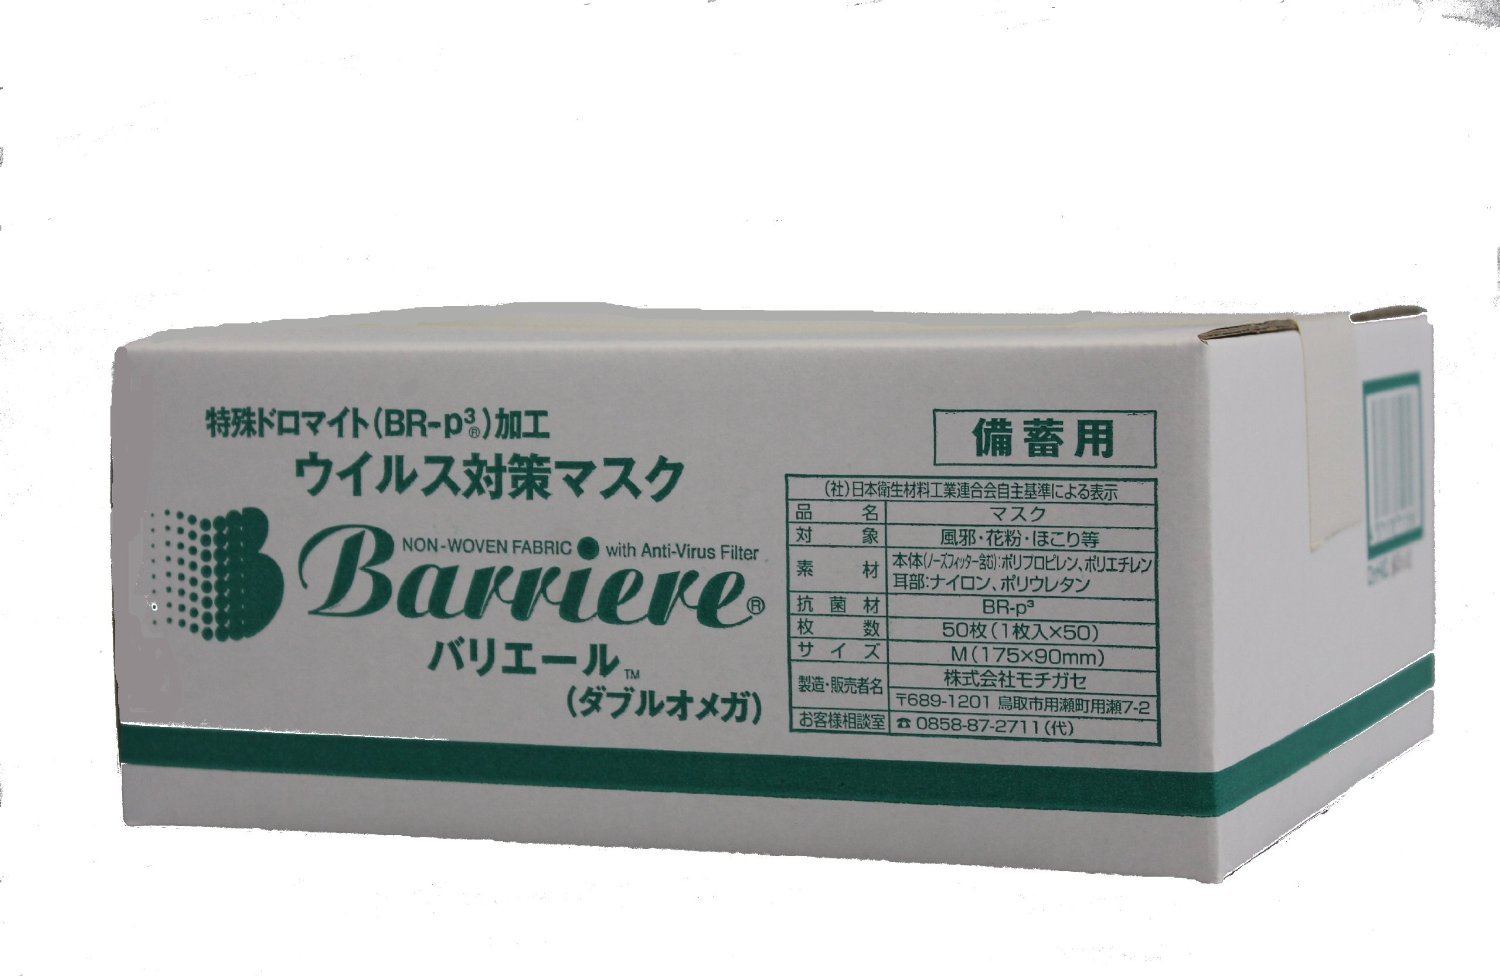 特殊ドロマイト(BR-p³®)加工
ウイルス対策マスク
NON-WOVEN FABRIC ● with Anti-Virus Filter
Barriere®
バリエール™
(ダブルオメガ)
備蓄用
(社)日本衛生材料工業連合会自主基準による表示
品名 マスク
対象 風邪・花粉・ほこり等
素材 本体(ノーズフィッター含む):ポリプロピレン、ポリエチレン
耳部:ナイロン、ポリウレタン
抗菌材 BR-p³
枚数 50枚(1枚入×50)
サイズ M(175×90mm)
製造・販売者名 株式会社モチガセ
〒689-1201 鳥取市用瀬町用瀬7-2
お客様相談室 ☎ 0858-87-2711(代)